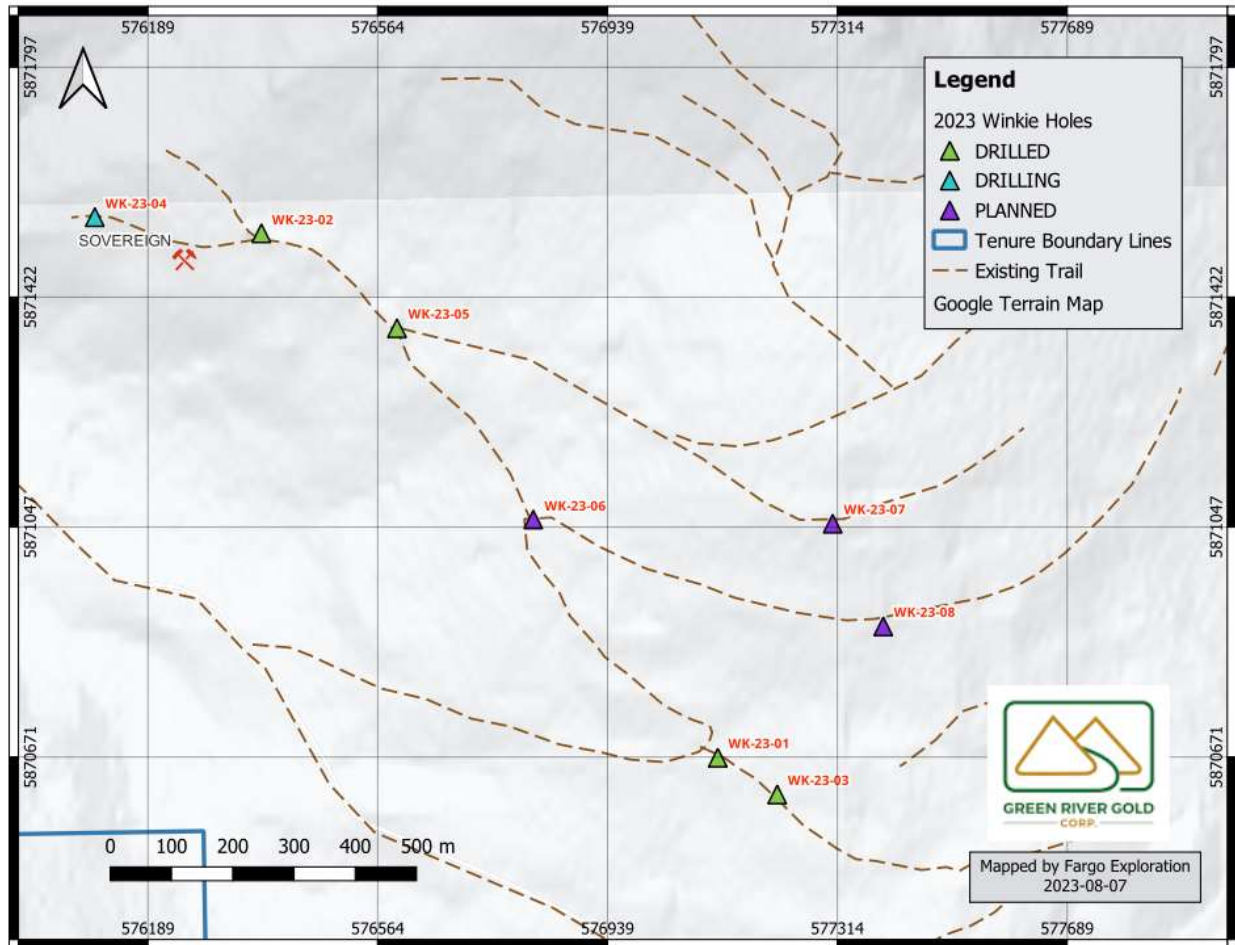 576189
576564
576939
577314
577689
5871797
5871797
Legend
2023 Winkie Holes
DRILLED
DRILLING
PLANNED
Tenure Boundary Lines
Existing Trail
Google Terrain Map
WK-23-04
WK-23-02
SOVEREIGN
5871422
5871422
WK-23-05
WK-23-06
WK-23-07
5871047
5871047
WK-23-08
WK-23-01
5870671
5870671
WK-23-03
GREEN RIVER GOLD
CORP.
0 100 200 300 400 500 m
Mapped by Fargo Exploration
2023-08-07
576189
576564
576939
577314
577689